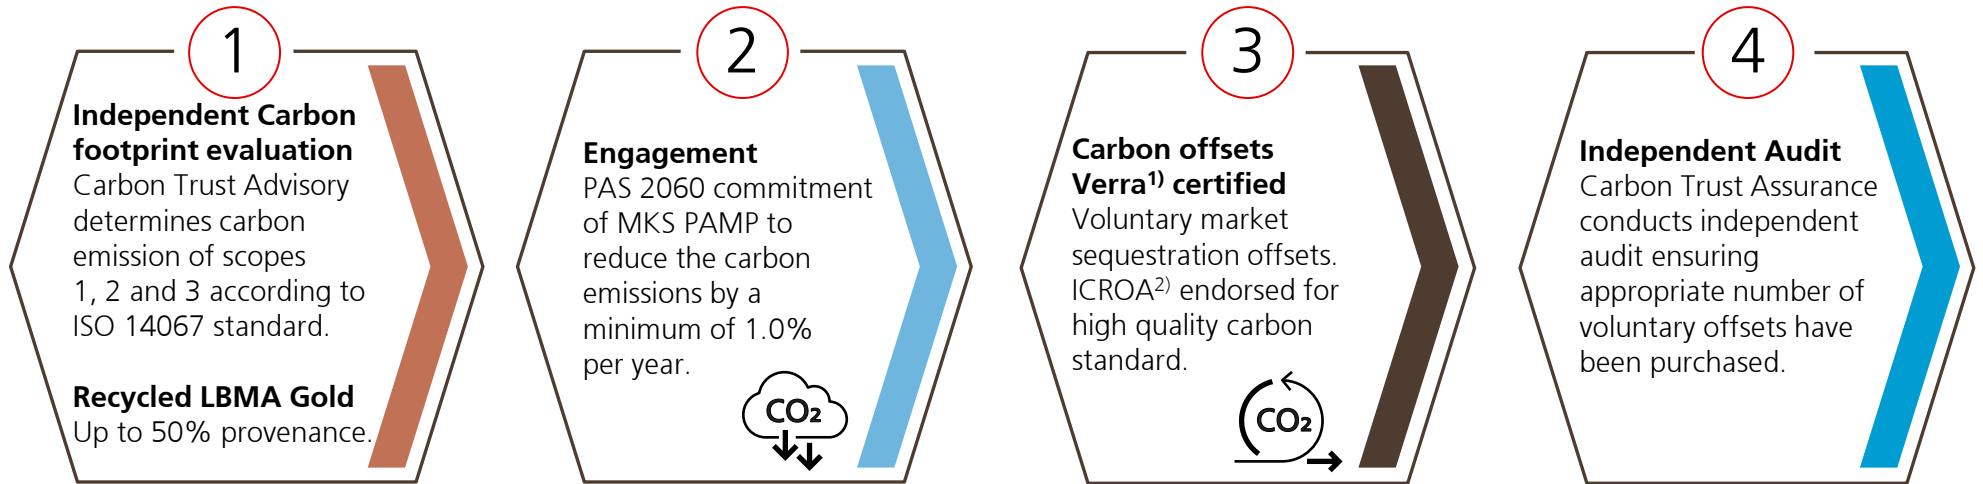 1
Independent Carbon
footprint evaluation
Carbon Trust Advisory
determines carbon
emission of scopes
1, 2 and 3 according to
ISO 14067 standard.
Recycled LBMA Gold
Up to 50% provenance.
2
Engagement
PAS 2060 commitment
of MKS PAMP to
reduce the carbon
emissions by a
minimum of 1.0%
per year.
CO₂
3
Carbon offsets
Verra¹⁾ certified
Voluntary market
sequestration offsets.
ICROA²⁾ endorsed for
high quality carbon
standard.
CO₂
4
Independent Audit
Carbon Trust Assurance
conducts independent
audit ensuring
appropriate number of
voluntary offsets have
been purchased.